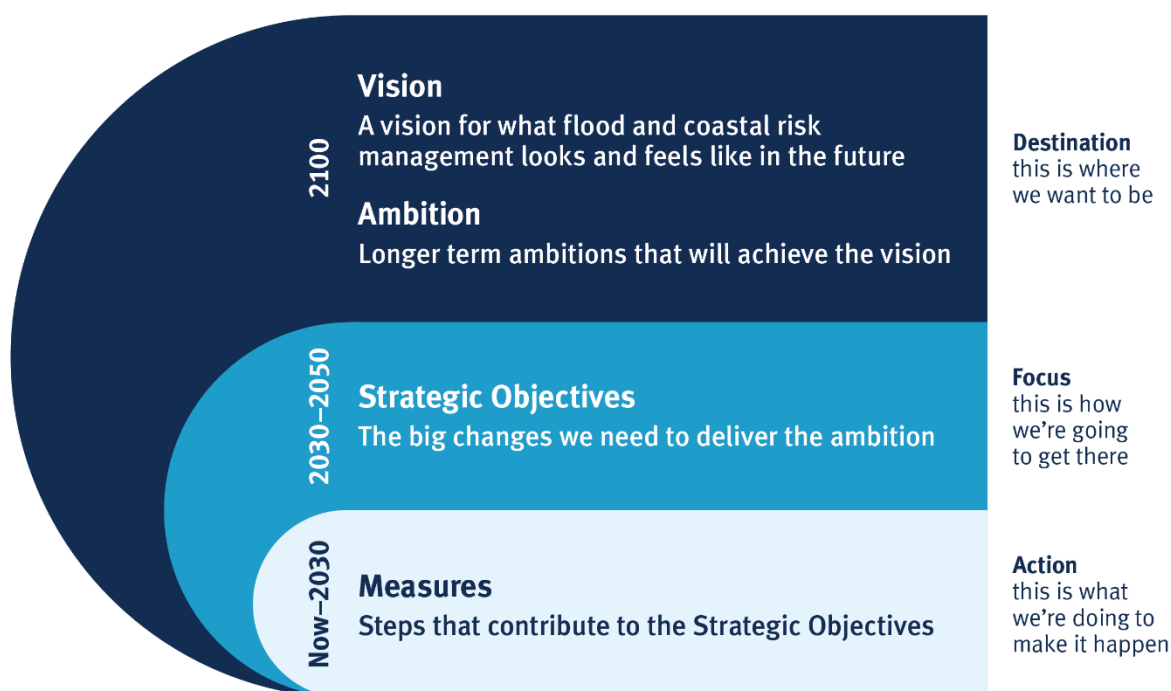 2100
Vision
A vision for what flood and coastal risk
management looks and feels like in the future
Ambition
Longer term ambitions that will achieve the vision
Destination
this is where
we want to be
2030–2050
Strategic Objectives
The big changes we need to deliver the ambition
Focus
this is how
we’re going
to get there
Now–2030
Measures
Steps that contribute to the Strategic Objectives
Action
this is what
we’re doing to
make it happen